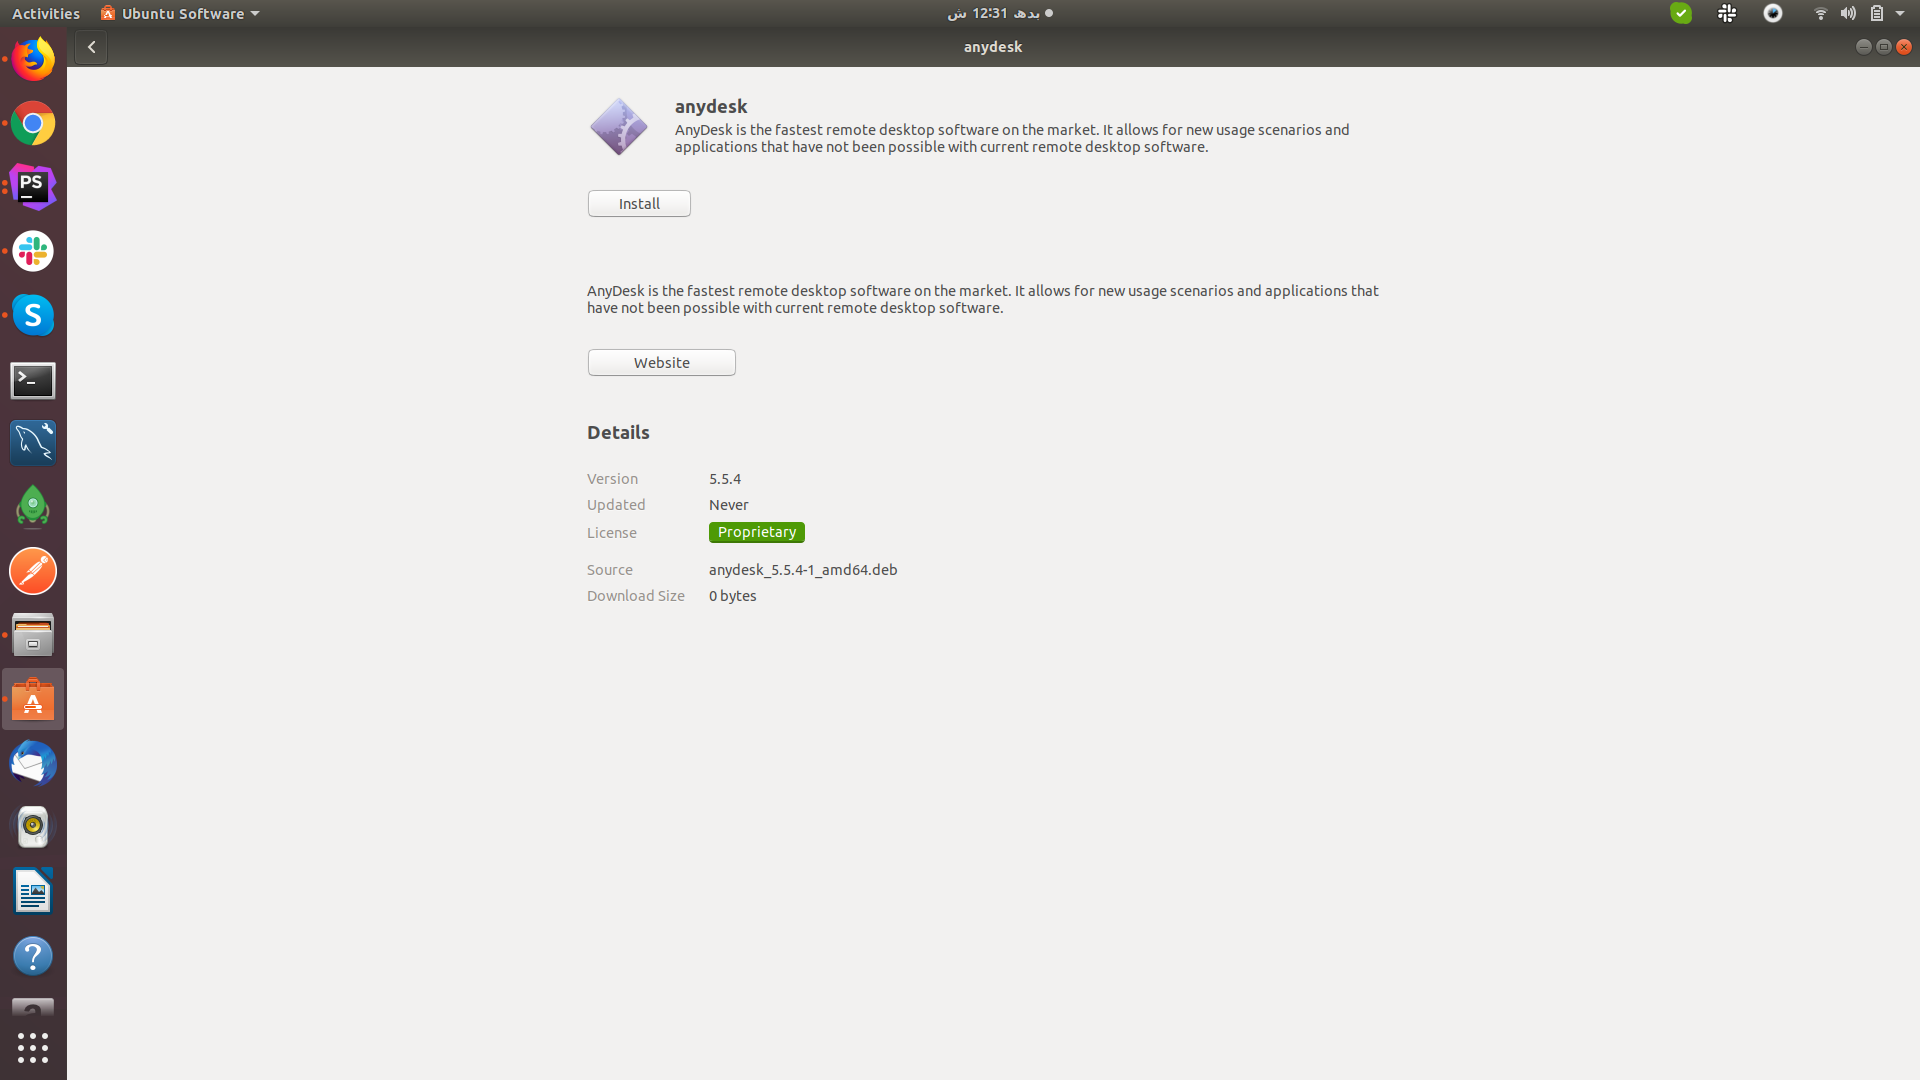 Activities
Ubuntu Software
بدھ 12:31 ش
anydesk
anydesk
AnyDesk is the fastest remote desktop software on the market. It allows for new usage scenarios and
applications that have not been possible with current remote desktop software.
Install
AnyDesk is the fastest remote desktop software on the market. It allows for new usage scenarios and applications that
have not been possible with current remote desktop software.
Website
Details
Version 5.5.4
Updated Never
License Proprietary
Source anydesk_5.5.4-1_amd64.deb
Download Size 0 bytes
PS
S
A
?